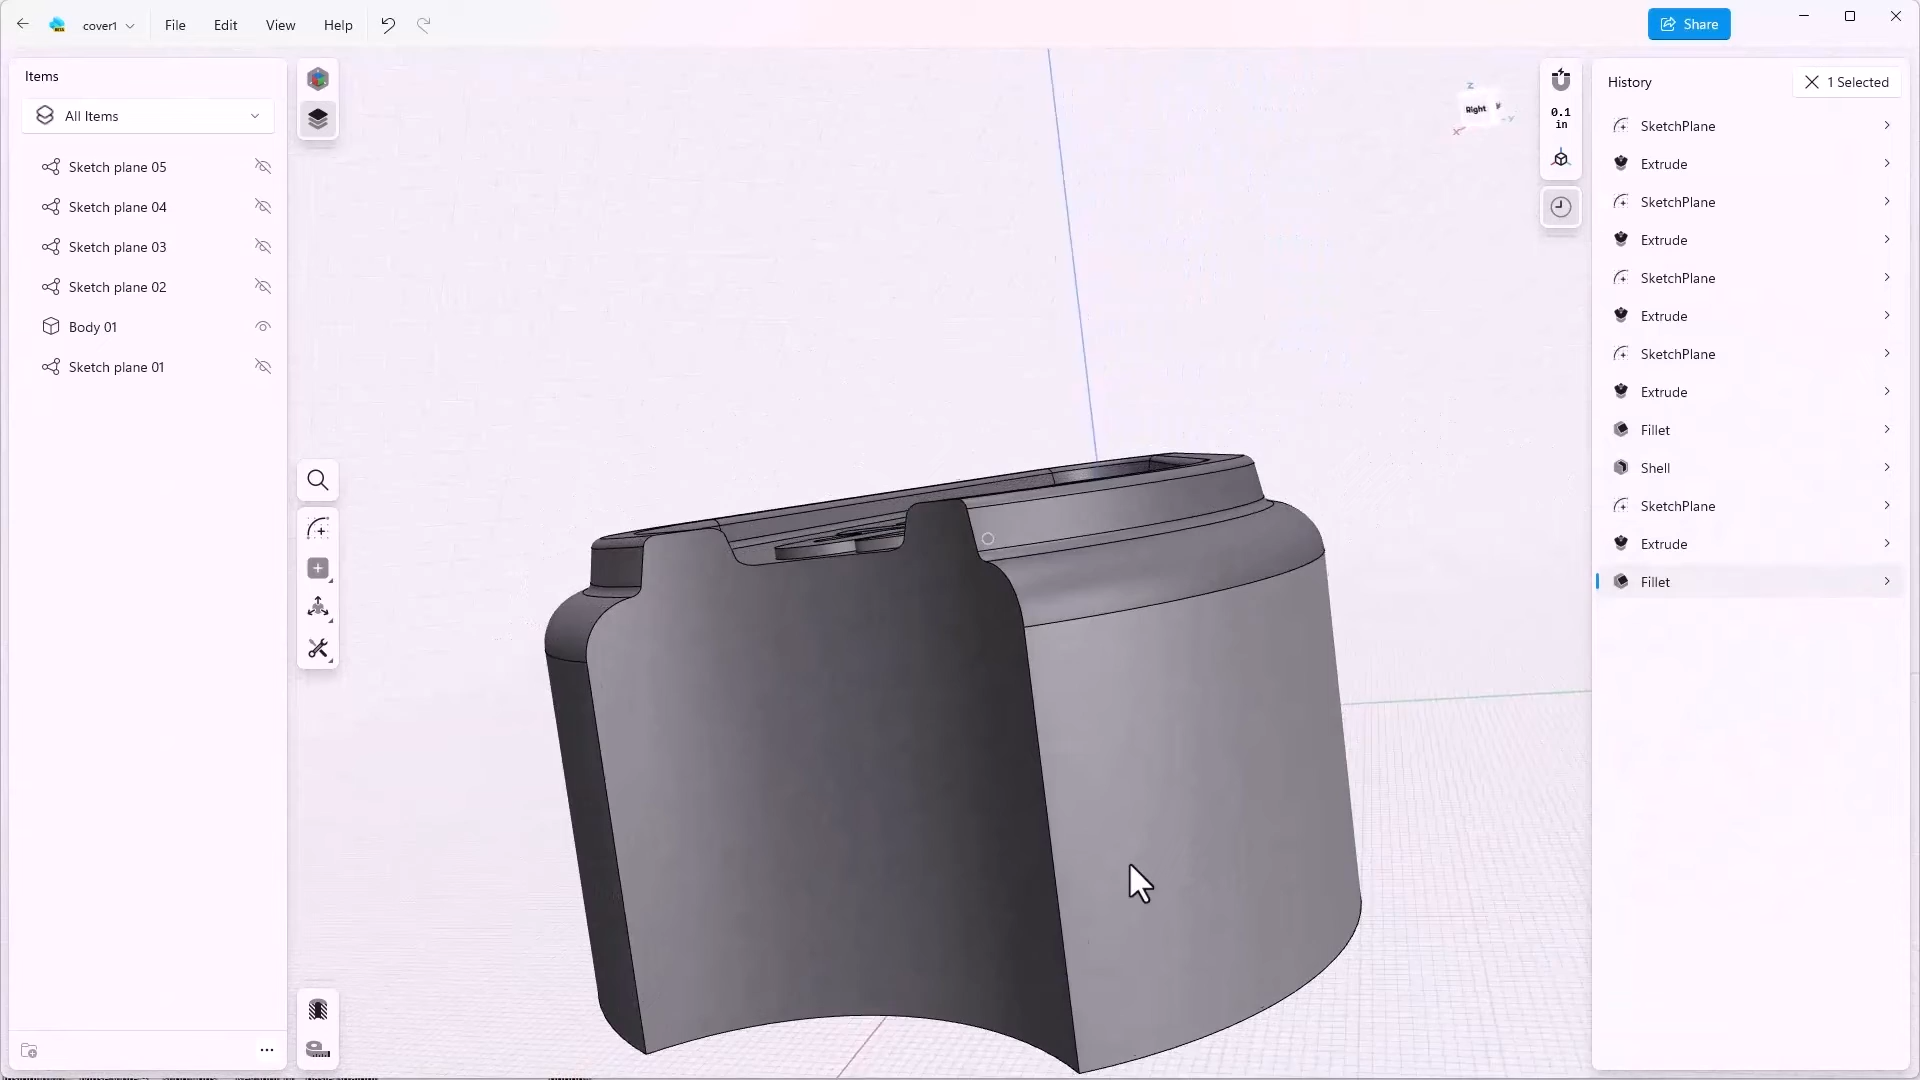 cover1 File Edit View Help Share
Items
All Items
Sketch plane 05
Sketch plane 04
Sketch plane 03
Sketch plane 02
Body 01
Sketch plane 01
Z
Right
X
-Y
0.1
in
History 1 Selected
SketchPlane
Extrude
SketchPlane
Extrude
SketchPlane
Extrude
SketchPlane
Extrude
Fillet
Shell
SketchPlane
Extrude
Fillet